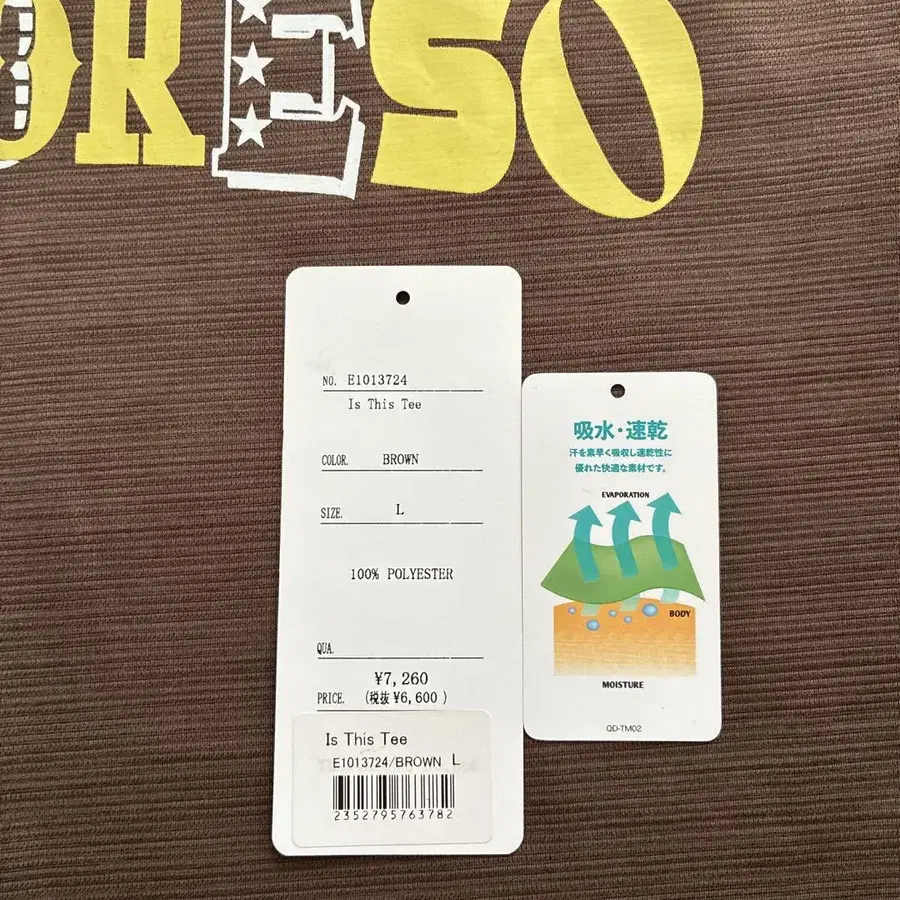 ORESO
NO. E1013724
Is This Tee
COLOR. BROWN
SIZE. L
100% POLYESTER
QUA.
¥7,260
PRICE. (税抜 ¥6,600 )
Is This Tee
E1013724/BROWN L
2352795763782
吸水・速乾
汗を素早く吸収し速乾性に
優れた快適な素材です。
EVAPORATION
BODY
MOISTURE
QD-TM02